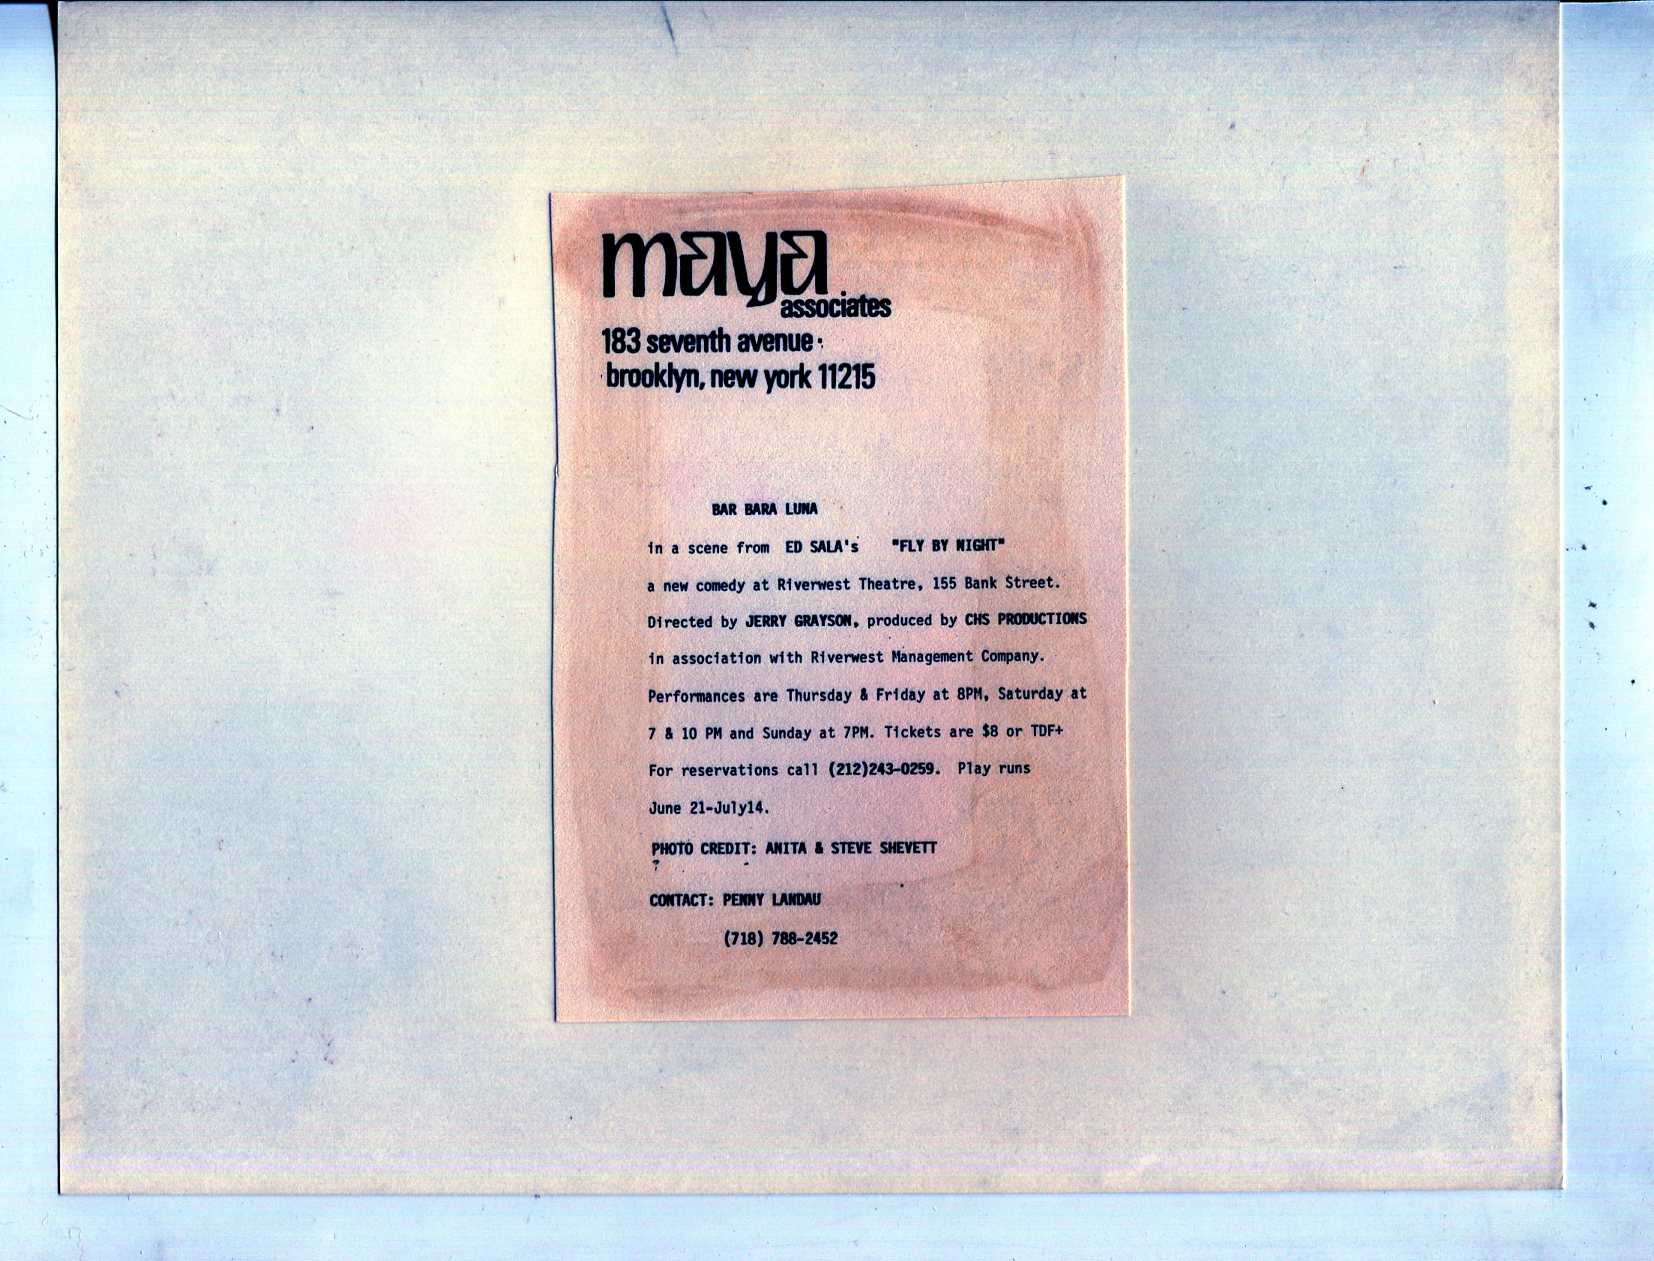 maya
associates
183 seventh avenue
brooklyn, new york 11215
BAR BARA LUNA
in a scene from ED SALA's "FLY BY NIGHT"
a new comedy at Riverwest Theatre, 155 Bank Street.
Directed by JERRY GRAYSON, produced by CHS PRODUCTIONS
in association with Riverwest Management Company.
Performances are Thursday & Friday at 8PM, Saturday at
7 & 10 PM and Sunday at 7PM. Tickets are $8 or TDF+
For reservations call (212)243-0259. Play runs
June 21-July14.
PHOTO CREDIT: ANITA & STEVE SHEVETT
CONTACT: PENNY LANDAU
(718) 788-2452